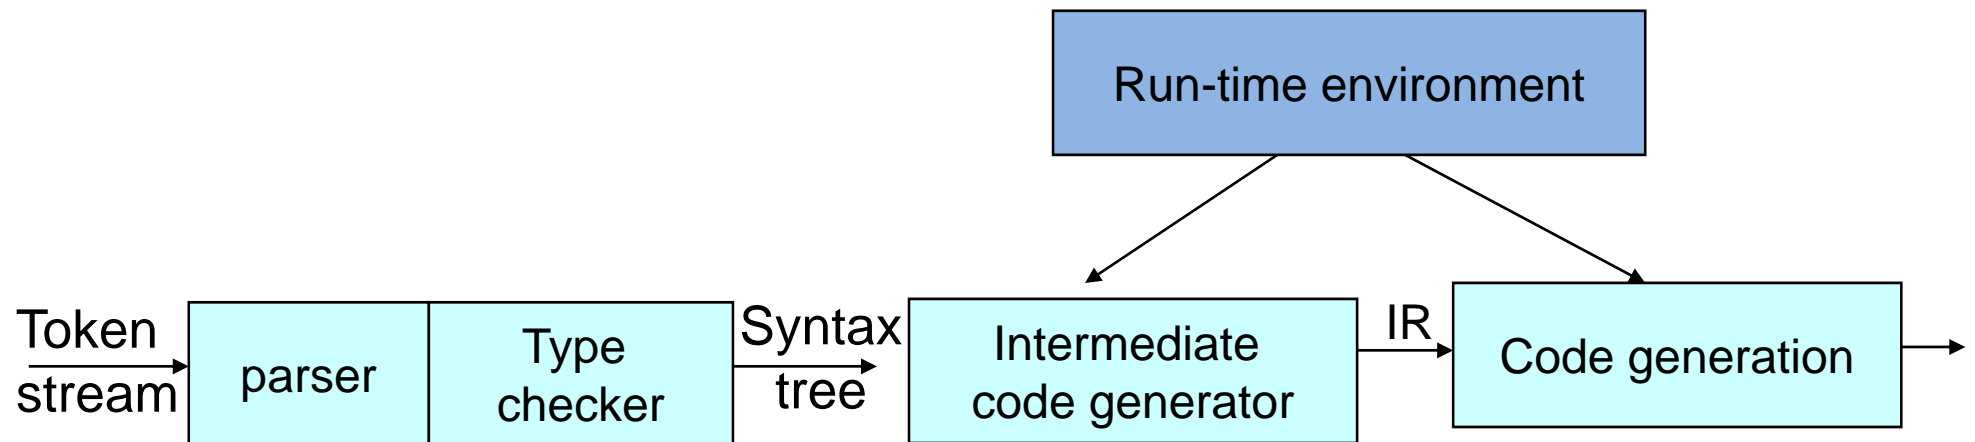 Run-time environment
Token
stream
parser
Type
checker
Syntax
tree
Intermediate
code generator
IR
Code generation